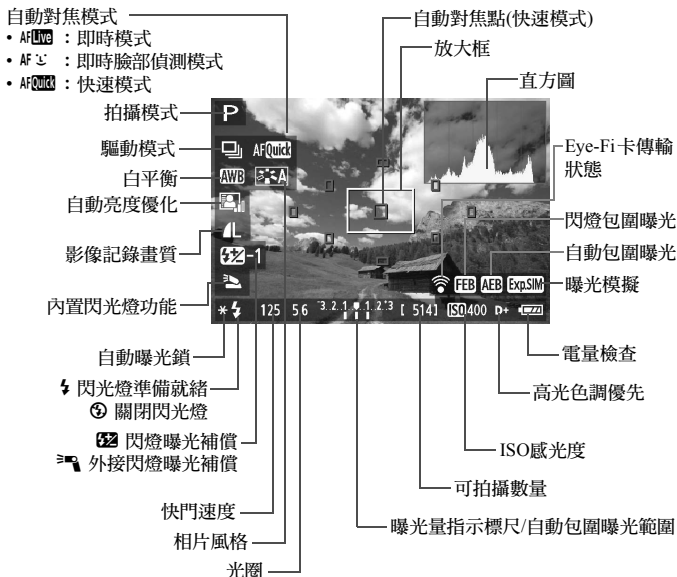 自動對焦模式
• AF Live ：即時模式
• AF ：即時臉部偵測模式
• AF Quick ：快速模式
拍攝模式
驅動模式
白平衡
自動亮度優化
影像記錄畫質
內置閃光燈功能
自動曝光鎖
閃光燈準備就緒
關閉閃光燈
閃燈曝光補償
外接閃燈曝光補償
快門速度
相片風格
光圈
自動對焦點(快速模式)
放大框
直方圖
Eye-Fi卡傳輸
狀態
閃燈包圍曝光
自動包圍曝光
曝光模擬
電量檢查
高光色調優先
ISO感光度
可拍攝數量
曝光量指示標尺/自動包圍曝光範圍
P
AF Quick
AWB A
L
-1
FEB AEB Exp.SIM
125 5.6 -3..2..1..▼..1..2.+3 [ 514] ISO 400 D+